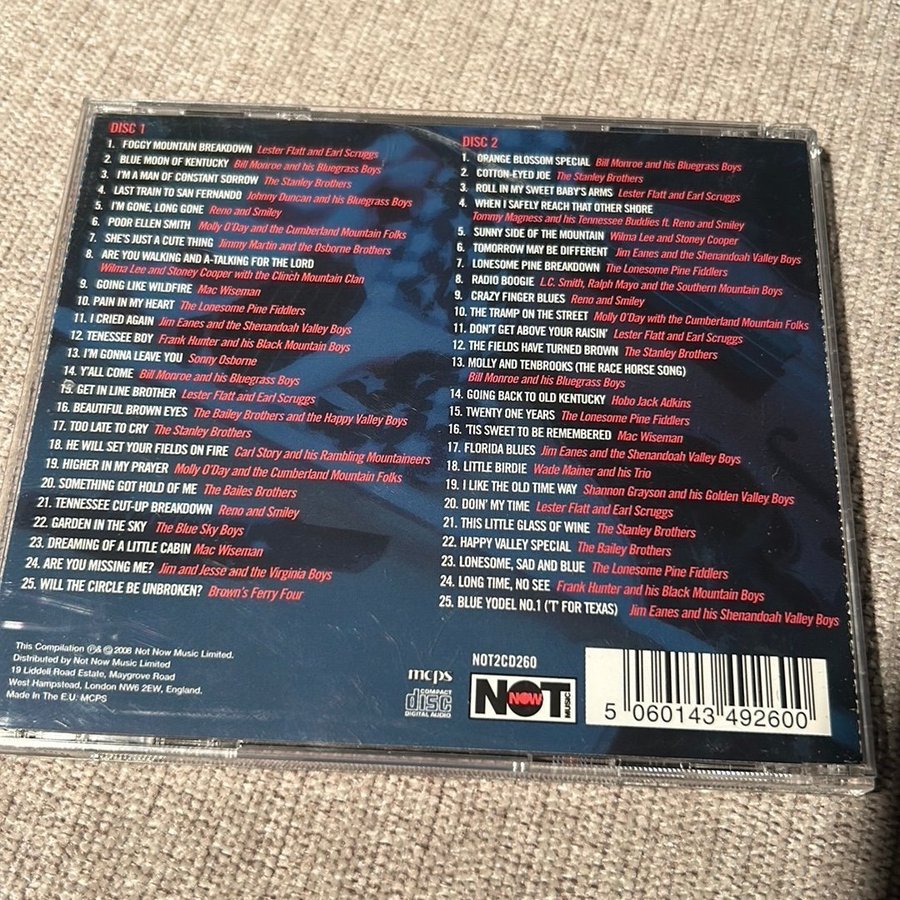 DISC 1
1. FOGGY MOUNTAIN BREAKDOWN Lester Flatt and Earl Scruggs
2. BLUE MOON OF KENTUCKY Bill Monroe and his Bluegrass Boys
3. I'M A MAN OF CONSTANT SORROW The Stanley Brothers
4. LAST TRAIN TO SAN FERNANDO Johnny Duncan and his Bluegrass Boys
5. I'M GONE, LONG GONE Reno and Smiley
6. POOR ELLEN SMITH Molly O'Day and the Cumberland Mountain Folks
7. SHE'S JUST A CUTE THING Jimmy Martin and the Osborne Brothers
8. ARE YOU WALKING AND A-TALKING FOR THE LORD
Wilma Lee and Stoney Cooper with the Clinch Mountain Clan
9. GOING LIKE WILDFIRE Mac Wiseman
10. PAIN IN MY HEART The Lonesome Pine Fiddlers
11. I CRIED AGAIN Jim Eanes and the Shenandoah Valley Boys
12. TENESSEE BOY Frank Hunter and his Black Mountain Boys
13. I'M GONNA LEAVE YOU Sonny Osborne
14. Y'ALL COME Bill Monroe and his Bluegrass Boys
15. GET IN LINE BROTHER Lester Flatt and Earl Scruggs
16. BEAUTIFUL BROWN EYES The Bailey Brothers and the Happy Valley Boys
17. TOO LATE TO CRY The Stanley Brothers
18. HE WILL SET YOUR FIELDS ON FIRE Carl Story and his Rambling Mountaineers
19. HIGHER IN MY PRAYER Molly O'Day and the Cumberland Mountain Folks
20. SOMETHING GOT HOLD OF ME The Bailes Brothers
21. TENNESSEE CUT-UP BREAKDOWN Reno and Smiley
22. GARDEN IN THE SKY The Blue Sky Boys
23. DREAMING OF A LITTLE CABIN Mac Wiseman
24. ARE YOU MISSING ME? Jim and Jesse and the Virginia Boys
25. WILL THE CIRCLE BE UNBROKEN? Brown's Ferry Four
DISC 2
1. ORANGE BLOSSOM SPECIAL Bill Monroe and his Bluegrass Boys
2. COTTON-EYED JOE The Stanley Brothers
3. ROLL IN MY SWEET BABY'S ARMS Lester Flatt and Earl Scruggs
4. WHEN I SAFELY REACH THAT OTHER SHORE
Tommy Magness and his Tennessee Buddies ft. Reno and Smiley
5. SUNNY SIDE OF THE MOUNTAIN Wilma Lee and Stoney Cooper
6. TOMORROW MAY BE DIFFERENT Jim Eanes and the Shenandoah Valley Boys
7. LONESOME PINE BREAKDOWN The Lonesome Pine Fiddlers
8. RADIO BOOGIE L.C. Smith, Ralph Mayo and the Southern Mountain Boys
9. CRAZY FINGER BLUES Reno and Smiley
10. THE TRAMP ON THE STREET Molly O'Day with the Cumberland Mountain Folks
11. DON'T GET ABOVE YOUR RAISIN' Lester Flatt and Earl Scruggs
12. THE FIELDS HAVE TURNED BROWN The Stanley Brothers
13. MOLLY AND TENBROOKS (THE RACE HORSE SONG)
Bill Monroe and his Bluegrass Boys
14. GOING BACK TO OLD KENTUCKY Hobo Jack Adkins
15. TWENTY ONE YEARS The Lonesome Pine Fiddlers
16. 'TIS SWEET TO BE REMEMBERED Mac Wiseman
17. FLORIDA BLUES Jim Eanes and the Shenandoah Valley Boys
18. LITTLE BIRDIE Wade Mainer and his Trio
19. I LIKE THE OLD TIME WAY Shannon Grayson and his Golden Valley Boys
20. DOIN' MY TIME Lester Flatt and Earl Scruggs
21. THIS LITTLE GLASS OF WINE The Stanley Brothers
22. HAPPY VALLEY SPECIAL The Bailey Brothers
23. LONESOME, SAD AND BLUE The Lonesome Pine Fiddlers
24. LONG TIME, NO SEE Frank Hunter and his Black Mountain Boys
25. BLUE YODEL NO.1 ('T' FOR TEXAS) Jim Eanes and his Shenandoah Valley Boys
This Compilation ℗&© 2008 Not Now Music Limited.
Distributed by Not Now Music Limited
19 Liddell Road Estate, Maygrove Road
West Hampstead, London NW6 2EW, England.
Made In The E.U. MCPS
mcps
COMPACT
disc
DIGITAL AUDIO
NOT2CD260
NOT NOW MUSIC
5 060143 492600